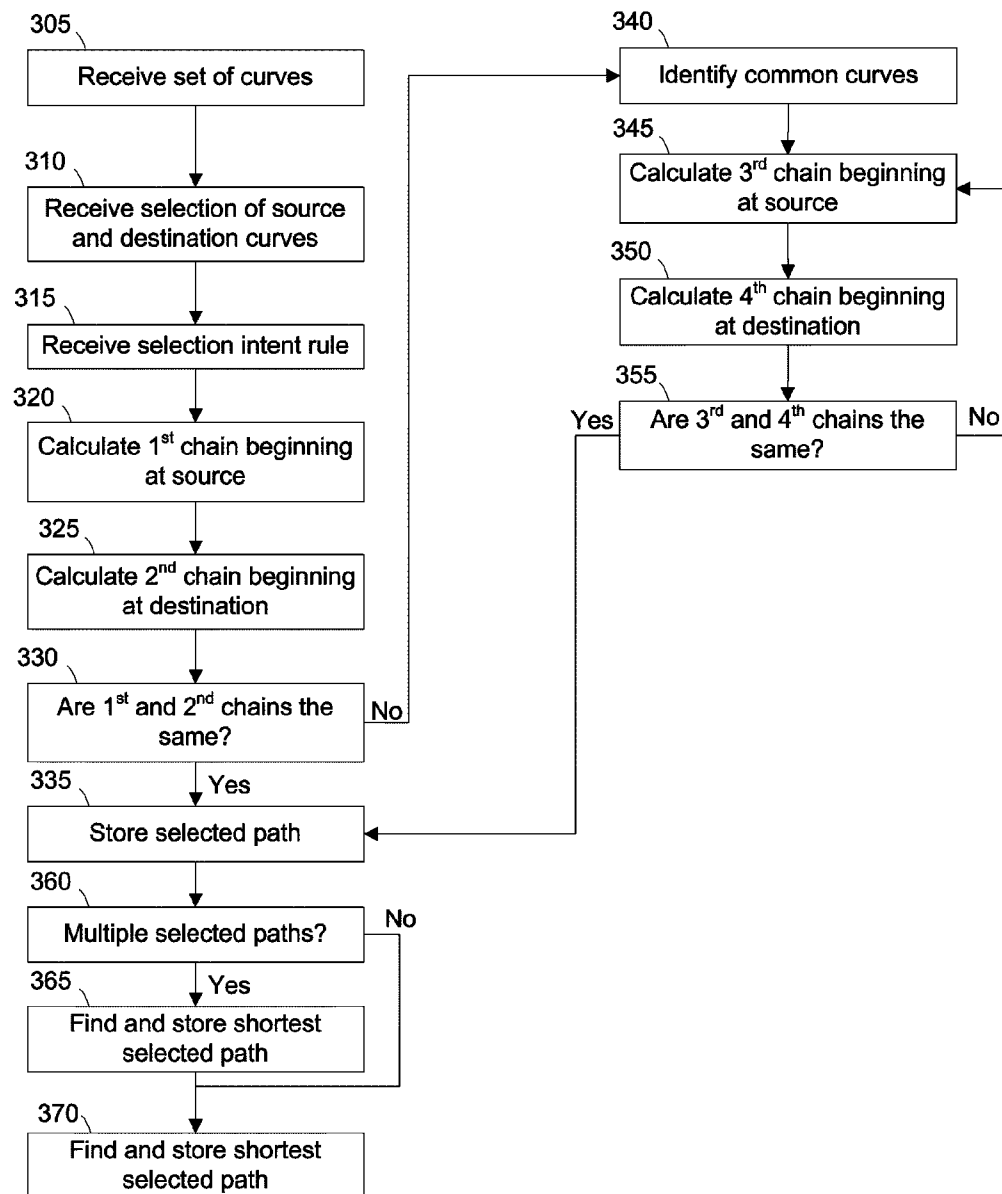 305
Receive set of curves
310
Receive selection of source
and destination curves
315
Receive selection intent rule
320
Calculate 1st chain beginning
at source
325
Calculate 2nd chain beginning
at destination
330
Are 1st and 2nd chains the
same?
No
Yes
335
Store selected path
360
Multiple selected paths?
No
Yes
365
Find and store shortest
selected path
370
Find and store shortest
selected path
340
Identify common curves
345
Calculate 3rd chain beginning
at source
350
Calculate 4th chain beginning
at destination
355
Yes
Are 3rd and 4th chains the
same?
No